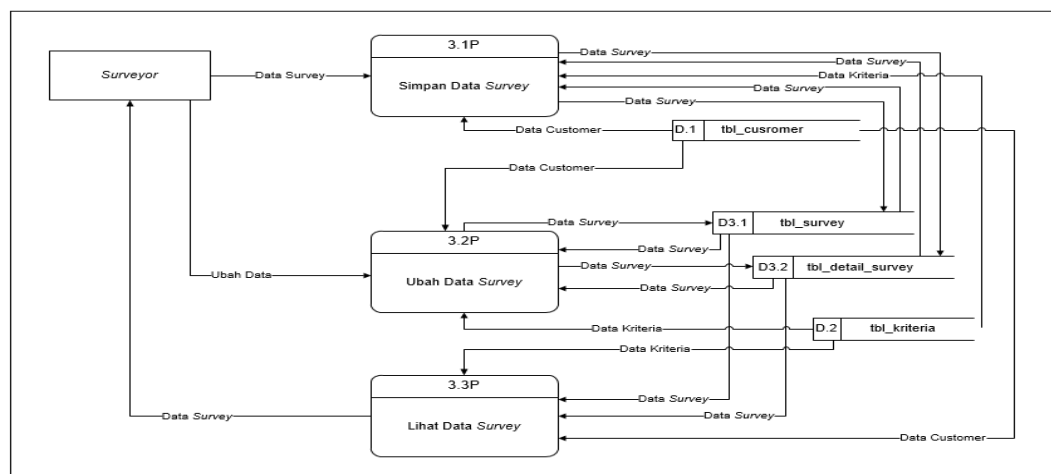 3.1P
Data Survey
Surveyor
Data Survey
Data Survey
Data Kriteria
Simpan Data Survey
Data Survey
Data Survey
Data Customer
D.1
tbl_cusromer
Data Customer
Data Survey
D3.1
tbl_survey
3.2P
Data Survey
Data Survey
D3.2
tbl_detail_survey
Ubah Data
Ubah Data Survey
Data Survey
Data Kriteria
D.2
tbl_kriteria
Data Kriteria
3.3P
Data Survey
Data Survey
Data Survey
Lihat Data Survey
Data Customer